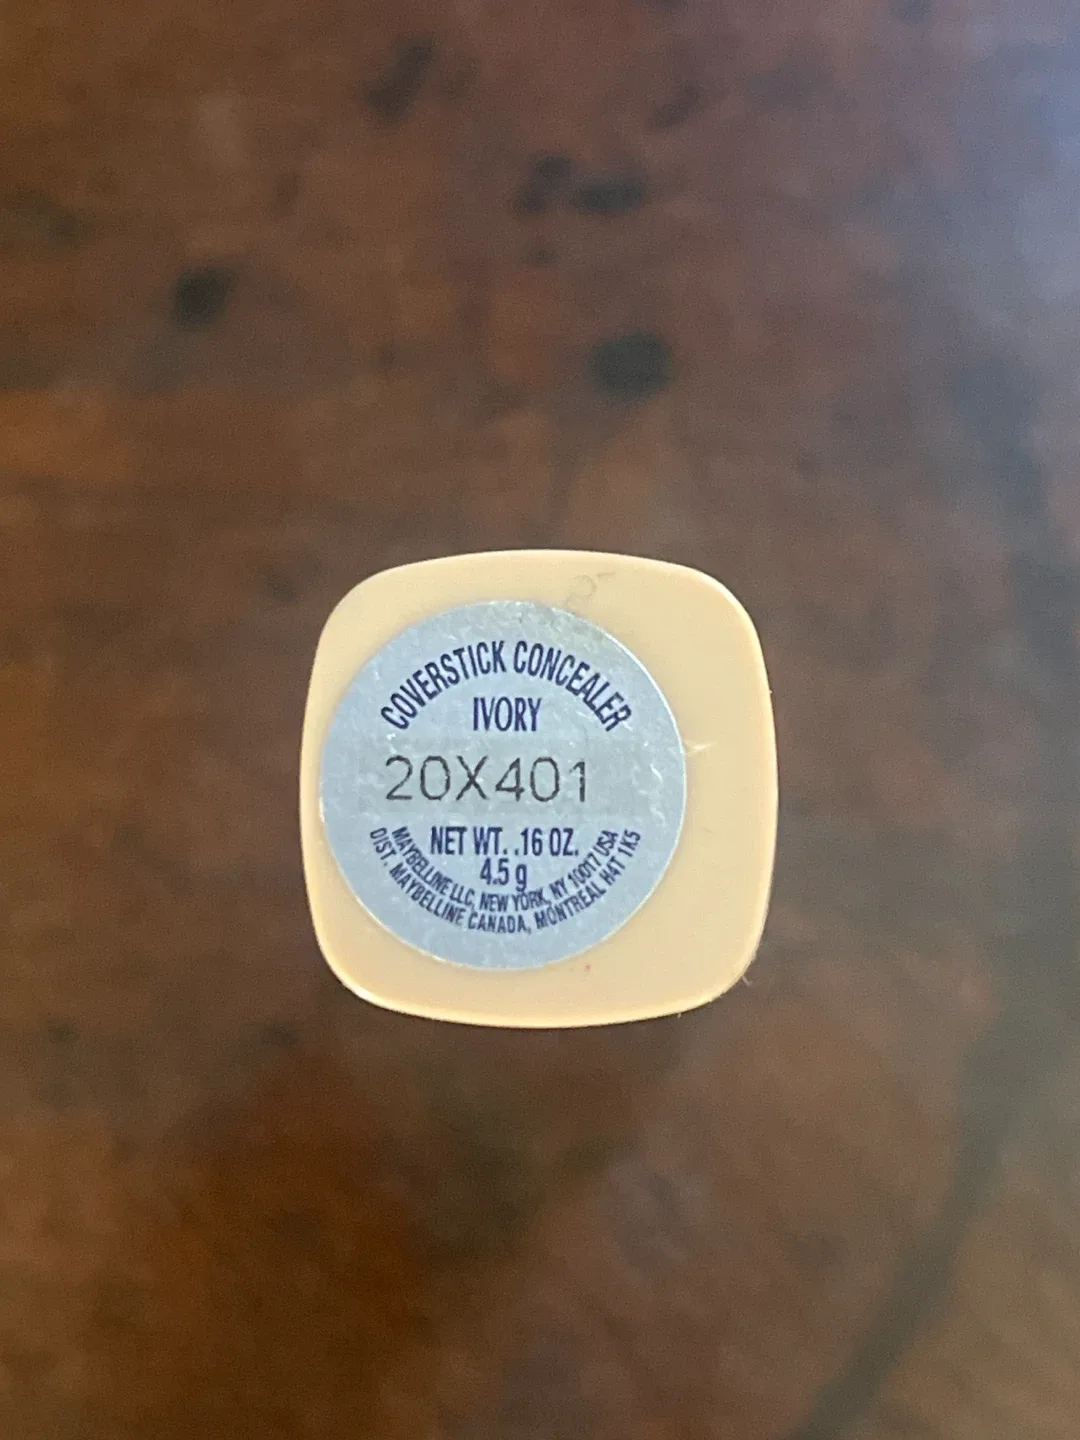 COVERSTICK CONCEALER
IVORY
20X401
NET WT. .16 OZ.
4.5 g
MAYBELLINE LLC, NEW YORK, NY 10017 USA
DIST. MAYBELLINE CANADA, MONTREAL H4T 1K5